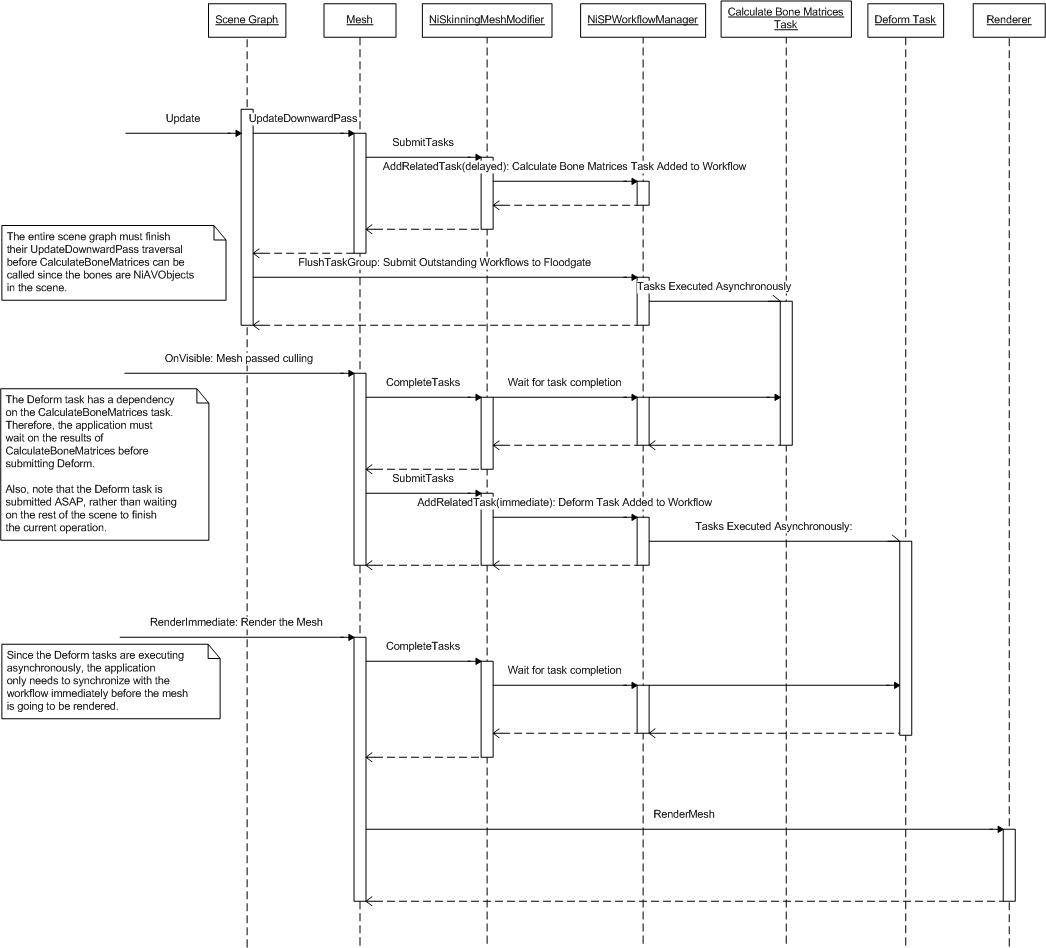 Scene Graph
Mesh
NiSkinningMeshModifier
NiSPWorkflowManager
Calculate Bone Matrices
Task
Deform Task
Renderer
Update
UpdateDownwardPass
SubmitTasks
AddRelatedTask(delayed): Calculate Bone Matrices Task Added to Workflow
The entire scene graph must finish
their UpdateDownwardPass traversal
before CalculateBoneMatrices can be
called since the bones are NiAVObjects
in the scene.
FlushTaskGroup: Submit Outstanding Workflows to Floodgate
Tasks Executed Asynchronously
OnVisible: Mesh passed culling
CompleteTasks
Wait for task completion
The Deform task has a dependency
on the CalculateBoneMatrices task.
Therefore, the application must
wait on the results of
CalculateBoneMatrices before
submitting Deform.
Also, note that the Deform task is
submitted ASAP, rather than waiting
on the rest of the scene to finish
the current operation.
SubmitTasks
AddRelatedTask(immediate): Deform Task Added to Workflow
Tasks Executed Asynchronously:
RenderImmediate: Render the Mesh
CompleteTasks
Wait for task completion
Since the Deform tasks are executing
asynchronously, the application
only needs to synchronize with the
workflow immediately before the mesh
is going to be rendered.
RenderMesh